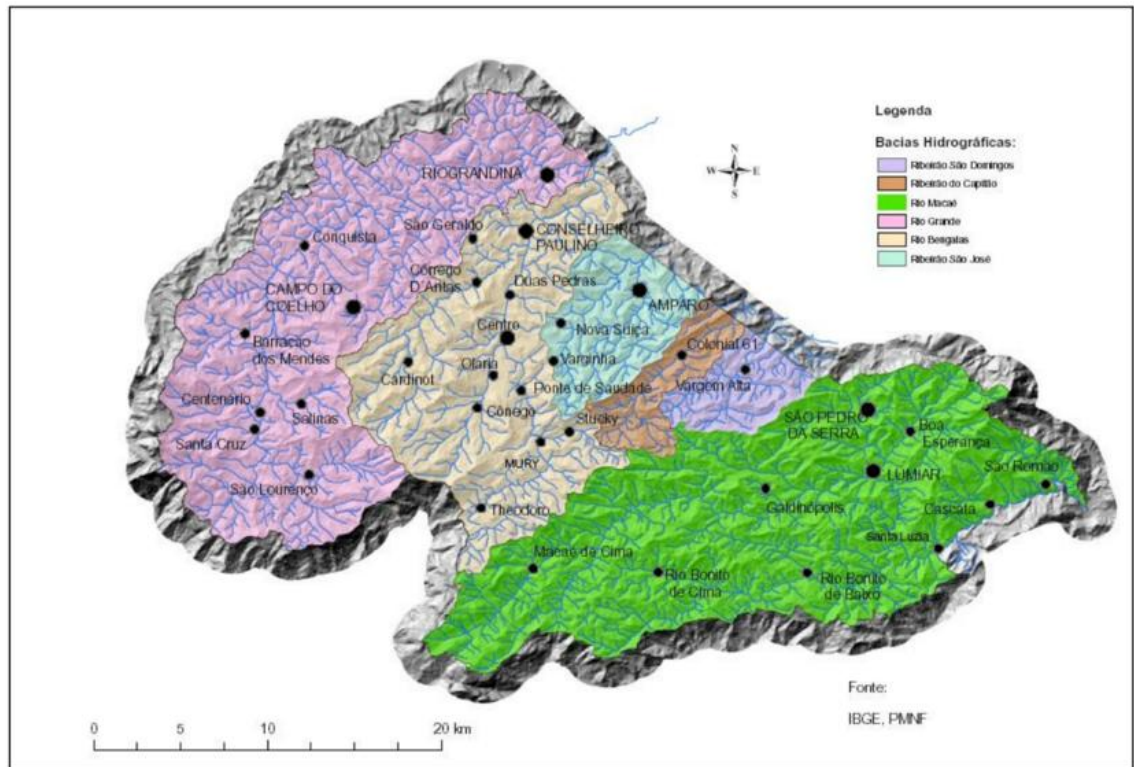 Legenda
Bacias Hidrográficas:
Ribeirão São Domingos
Ribeirão do Capitão
Rio Macaé
Rio Grande
Rio Bengalas
Ribeirão São José
N
W
E
S
RIOGRANDINA
São Geraldo
CONSELHEIRO
PAULINO
Conquista
Córrego
D'Antas
Duas Pedras
CAMPO DO
COELHO
AMPARO
Centro
Nova Suiça
Barracão
dos Mendes
Colonial 61
Olaria
Varginha
Cardinot
Vargem Alta
Ponte de Saudade
Centenário
Salinas
Cônego
Stucky
SÃO PEDRO
DA SERRA
Boa
Esperança
Santa Cruz
MURY
São Lourenço
LUMIAR
São Romão
Galdinópolis
Cascata
Theodoro
Santa Luzia
Macaé de Cima
Rio Bonito
de Cima
Rio Bonito
de Baixo
Fonte:
IBGE, PMNF
0
10
20 km